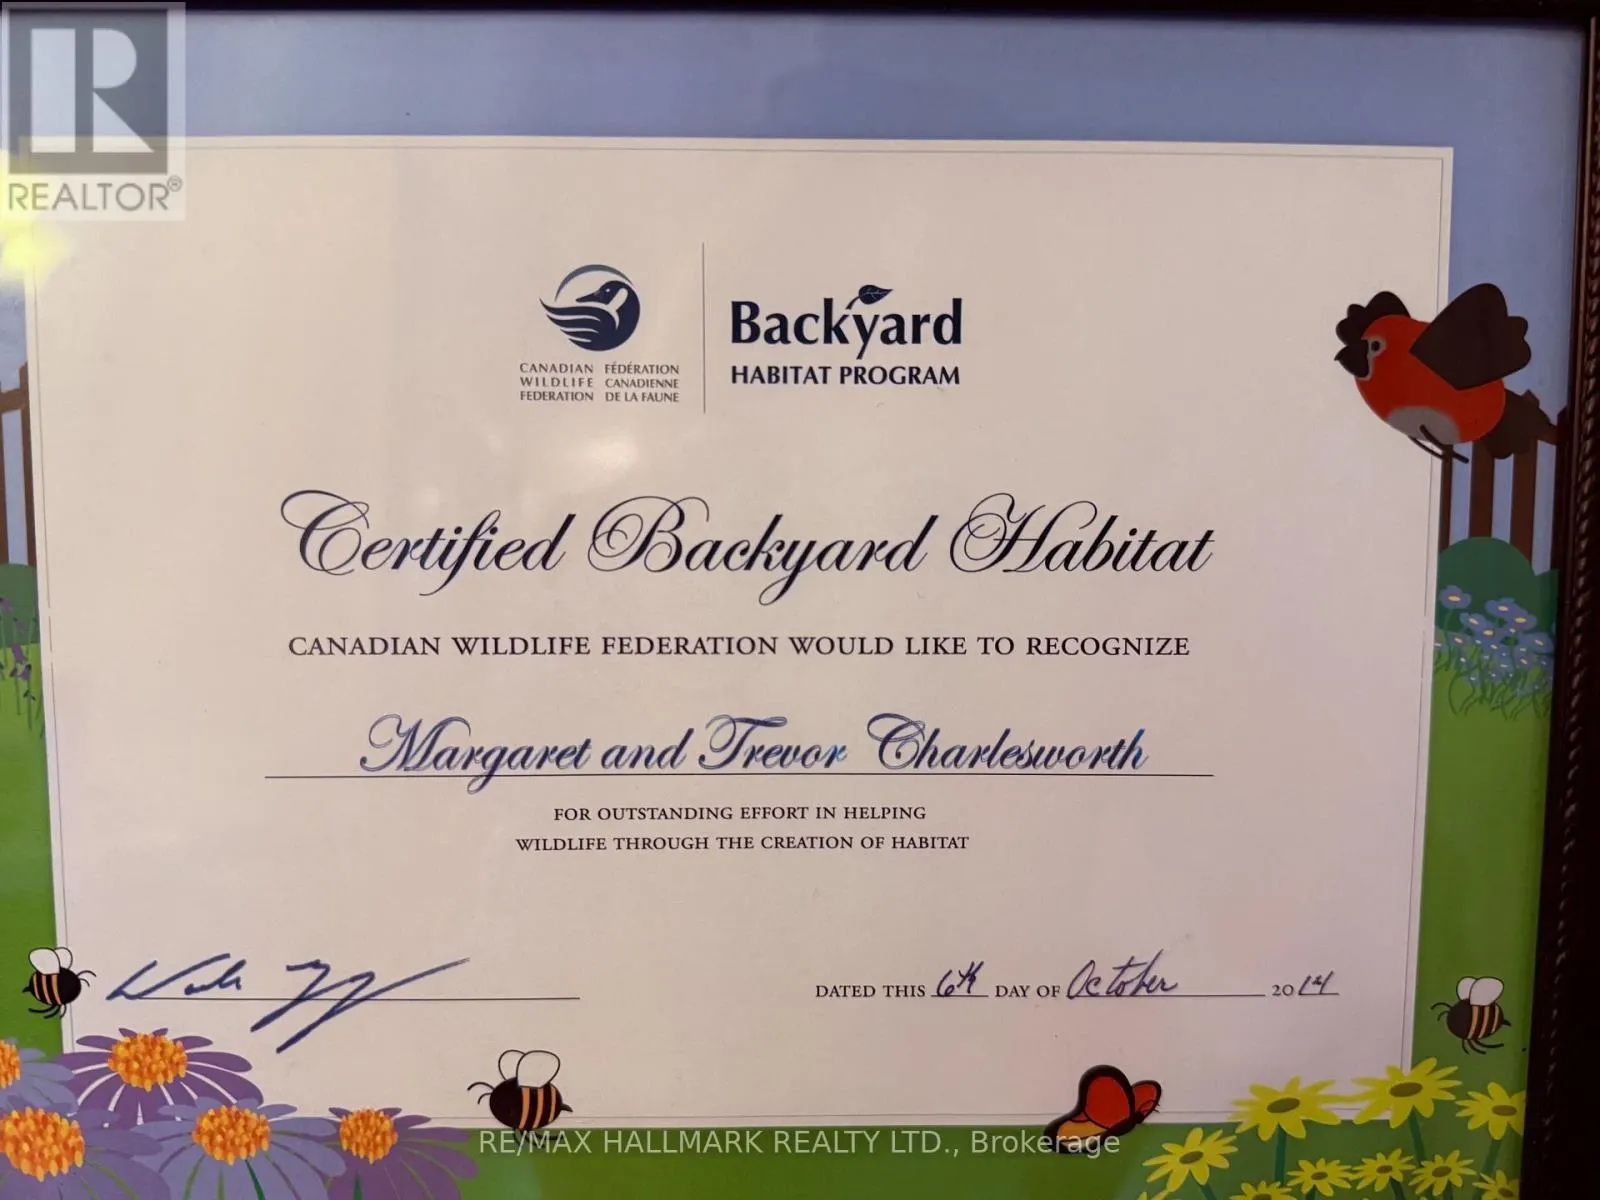 REALTOR®
CANADIAN WILDLIFE FEDERATION
FÉDÉRATION CANADIENNE DE LA FAUNE
Backyard
HABITAT PROGRAM
Certified Backyard Habitat
CANADIAN WILDLIFE FEDERATION WOULD LIKE TO RECOGNIZE
Margaret and Trevor Charlesworth
FOR OUTSTANDING EFFORT IN HELPING
WILDLIFE THROUGH THE CREATION OF HABITAT
DATED THIS 6th DAY OF October 2014
RE/MAX HALLMARK REALTY LTD., Brokerage